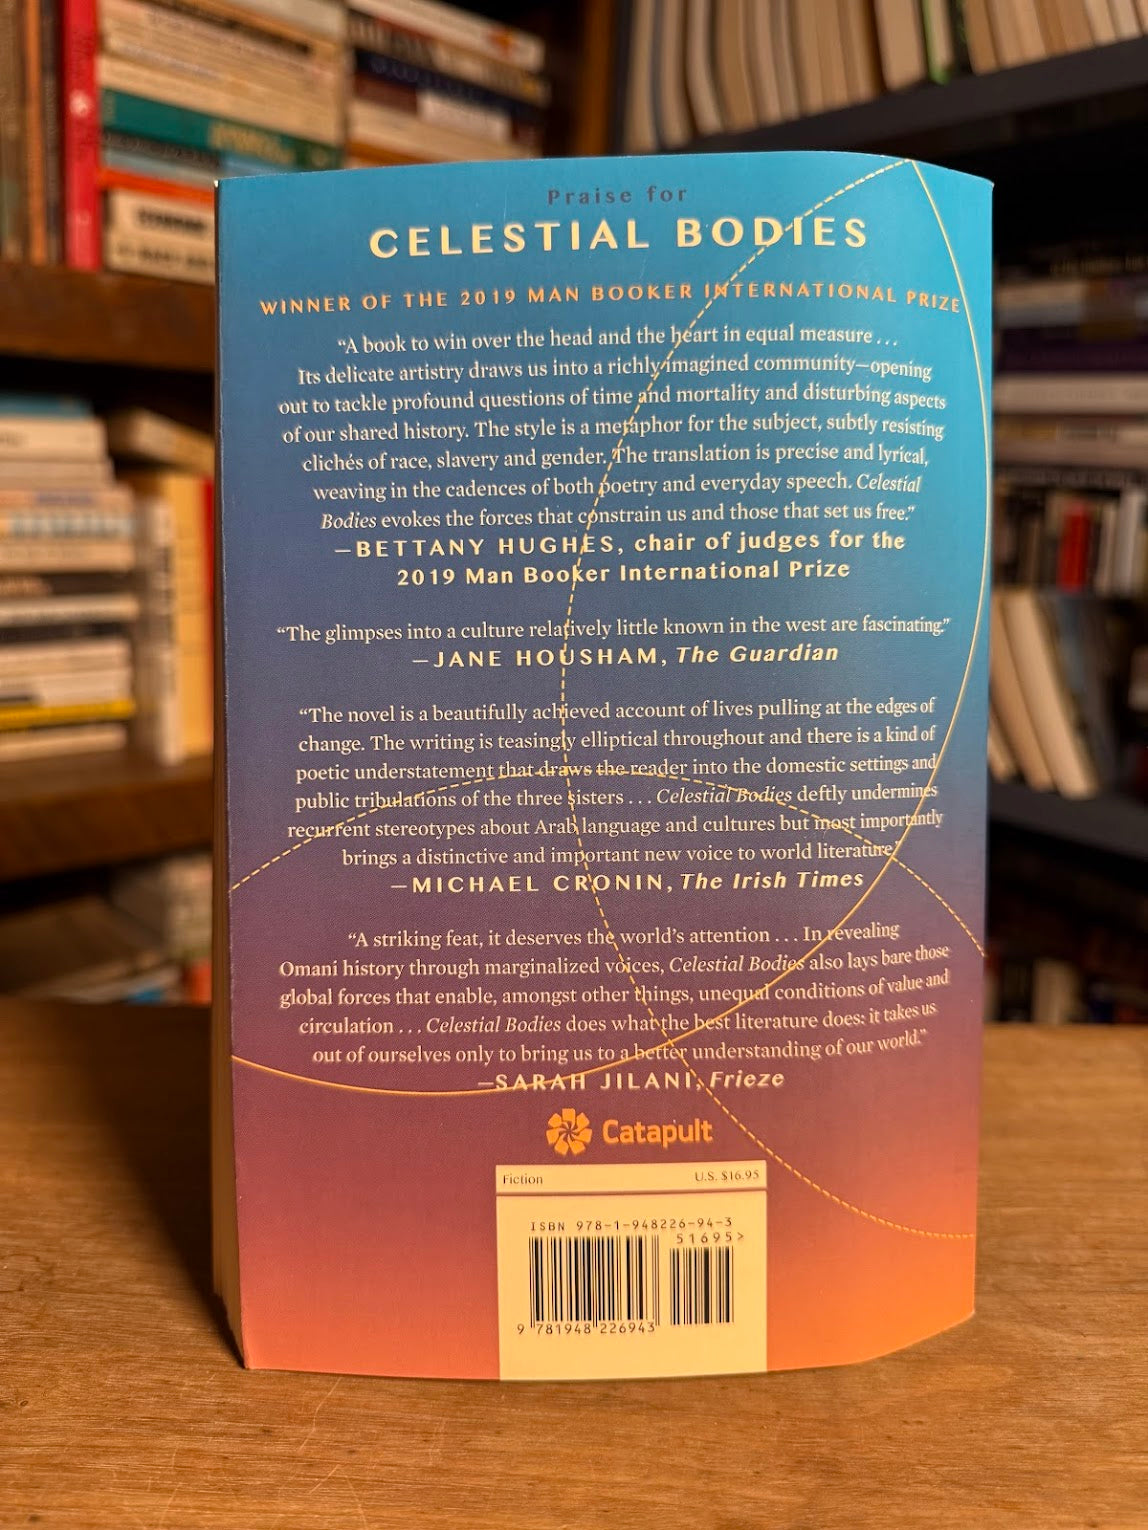 Praise for
CELESTIAL BODIES
WINNER OF THE 2019 MAN BOOKER INTERNATIONAL PRIZE
“A book to win over the head and the heart in equal measure . . .
Its delicate artistry draws us into a richly imagined community—opening
out to tackle profound questions of time and mortality and disturbing aspects
of our shared history. The style is a metaphor for the subject, subtly resisting
clichés of race, slavery and gender. The translation is precise and lyrical,
weaving in the cadences of both poetry and everyday speech. Celestial
Bodies evokes the forces that constrain us and those that set us free.”
—BETTANY HUGHES, chair of judges for the
2019 Man Booker International Prize
“The glimpses into a culture relatively little known in the west are fascinating.”
—JANE HOUSHAM, The Guardian
“The novel is a beautifully achieved account of lives pulling at the edges of
change. The writing is teasingly elliptical throughout and there is a kind of
poetic understatement that draws the reader into the domestic settings and
public tribulations of the three sisters . . . Celestial Bodies deftly undermines
recurrent stereotypes about Arab language and cultures but most importantly
brings a distinctive and important new voice to world literature.”
—MICHAEL CRONIN, The Irish Times
“A striking feat, it deserves the world’s attention . . . In revealing
Omani history through marginalized voices, Celestial Bodies also lays bare those
global forces that enable, amongst other things, unequal conditions of value and
circulation . . . Celestial Bodies does what the best literature does: it takes us
out of ourselves only to bring us to a better understanding of our world.”
—SARAH JILANI, Frieze
Catapult
Fiction U.S. $16.95
ISBN 978-1-948226-94-3
51695>
9 781948 226943